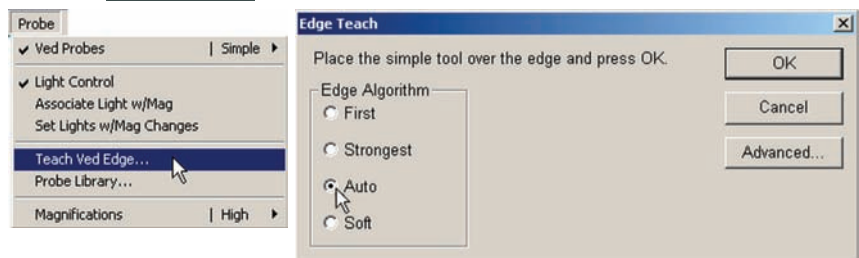 Probe
Ved Probes | Simple
Light Control
Associate Light w/Mag
Set Lights w/Mag Changes
Teach Ved Edge...
Probe Library...
Magnifications | High
Edge Teach
Place the simple tool over the edge and press OK.
Edge Algorithm
First
Strongest
Auto
Soft
OK
Cancel
Advanced...